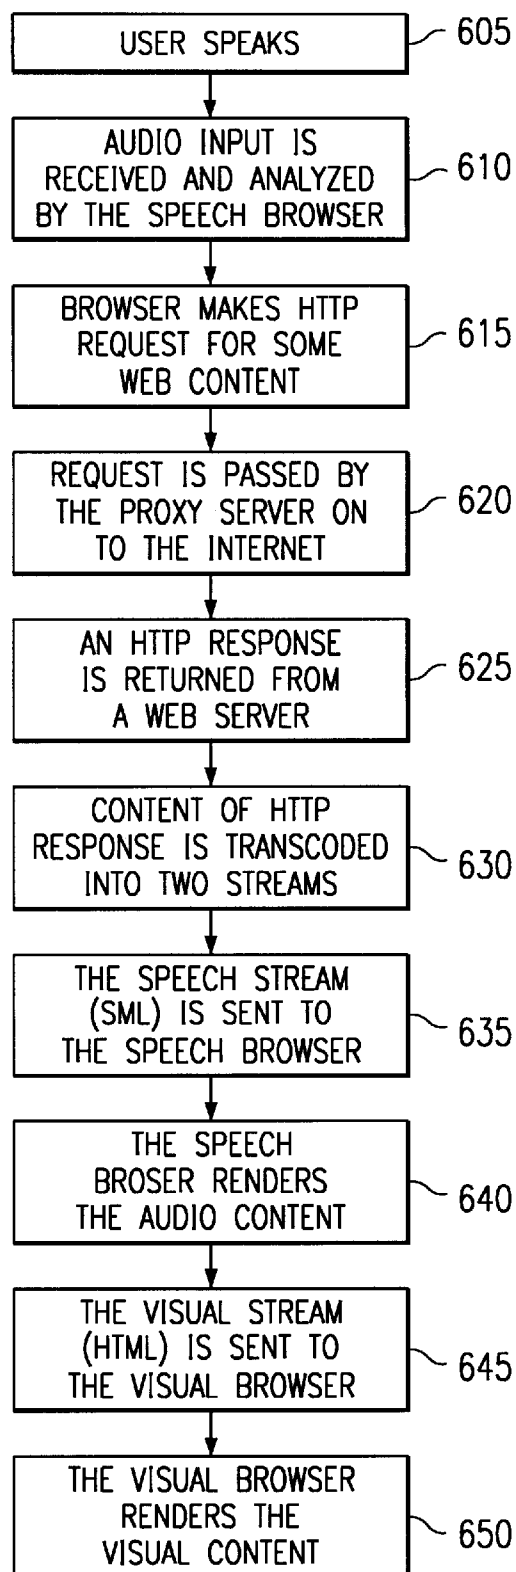 USER SPEAKS
605
AUDIO INPUT IS
RECEIVED AND ANALYZED
BY THE SPEECH BROWSER
610
BROWSER MAKES HTTP
REQUEST FOR SOME
WEB CONTENT
615
REQUEST IS PASSED BY
THE PROXY SERVER ON
TO THE INTERNET
620
AN HTTP RESPONSE
IS RETURNED FROM
A WEB SERVER
625
CONTENT OF HTTP
RESPONSE IS TRANSCODED
INTO TWO STREAMS
630
THE SPEECH STREAM
(SML) IS SENT TO
THE SPEECH BROWSER
635
THE SPEECH
BROSER RENDERS
THE AUDIO CONTENT
640
THE VISUAL STREAM
(HTML) IS SENT TO
THE VISUAL BROWSER
645
THE VISUAL BROWSER
RENDERS THE
VISUAL CONTENT
650